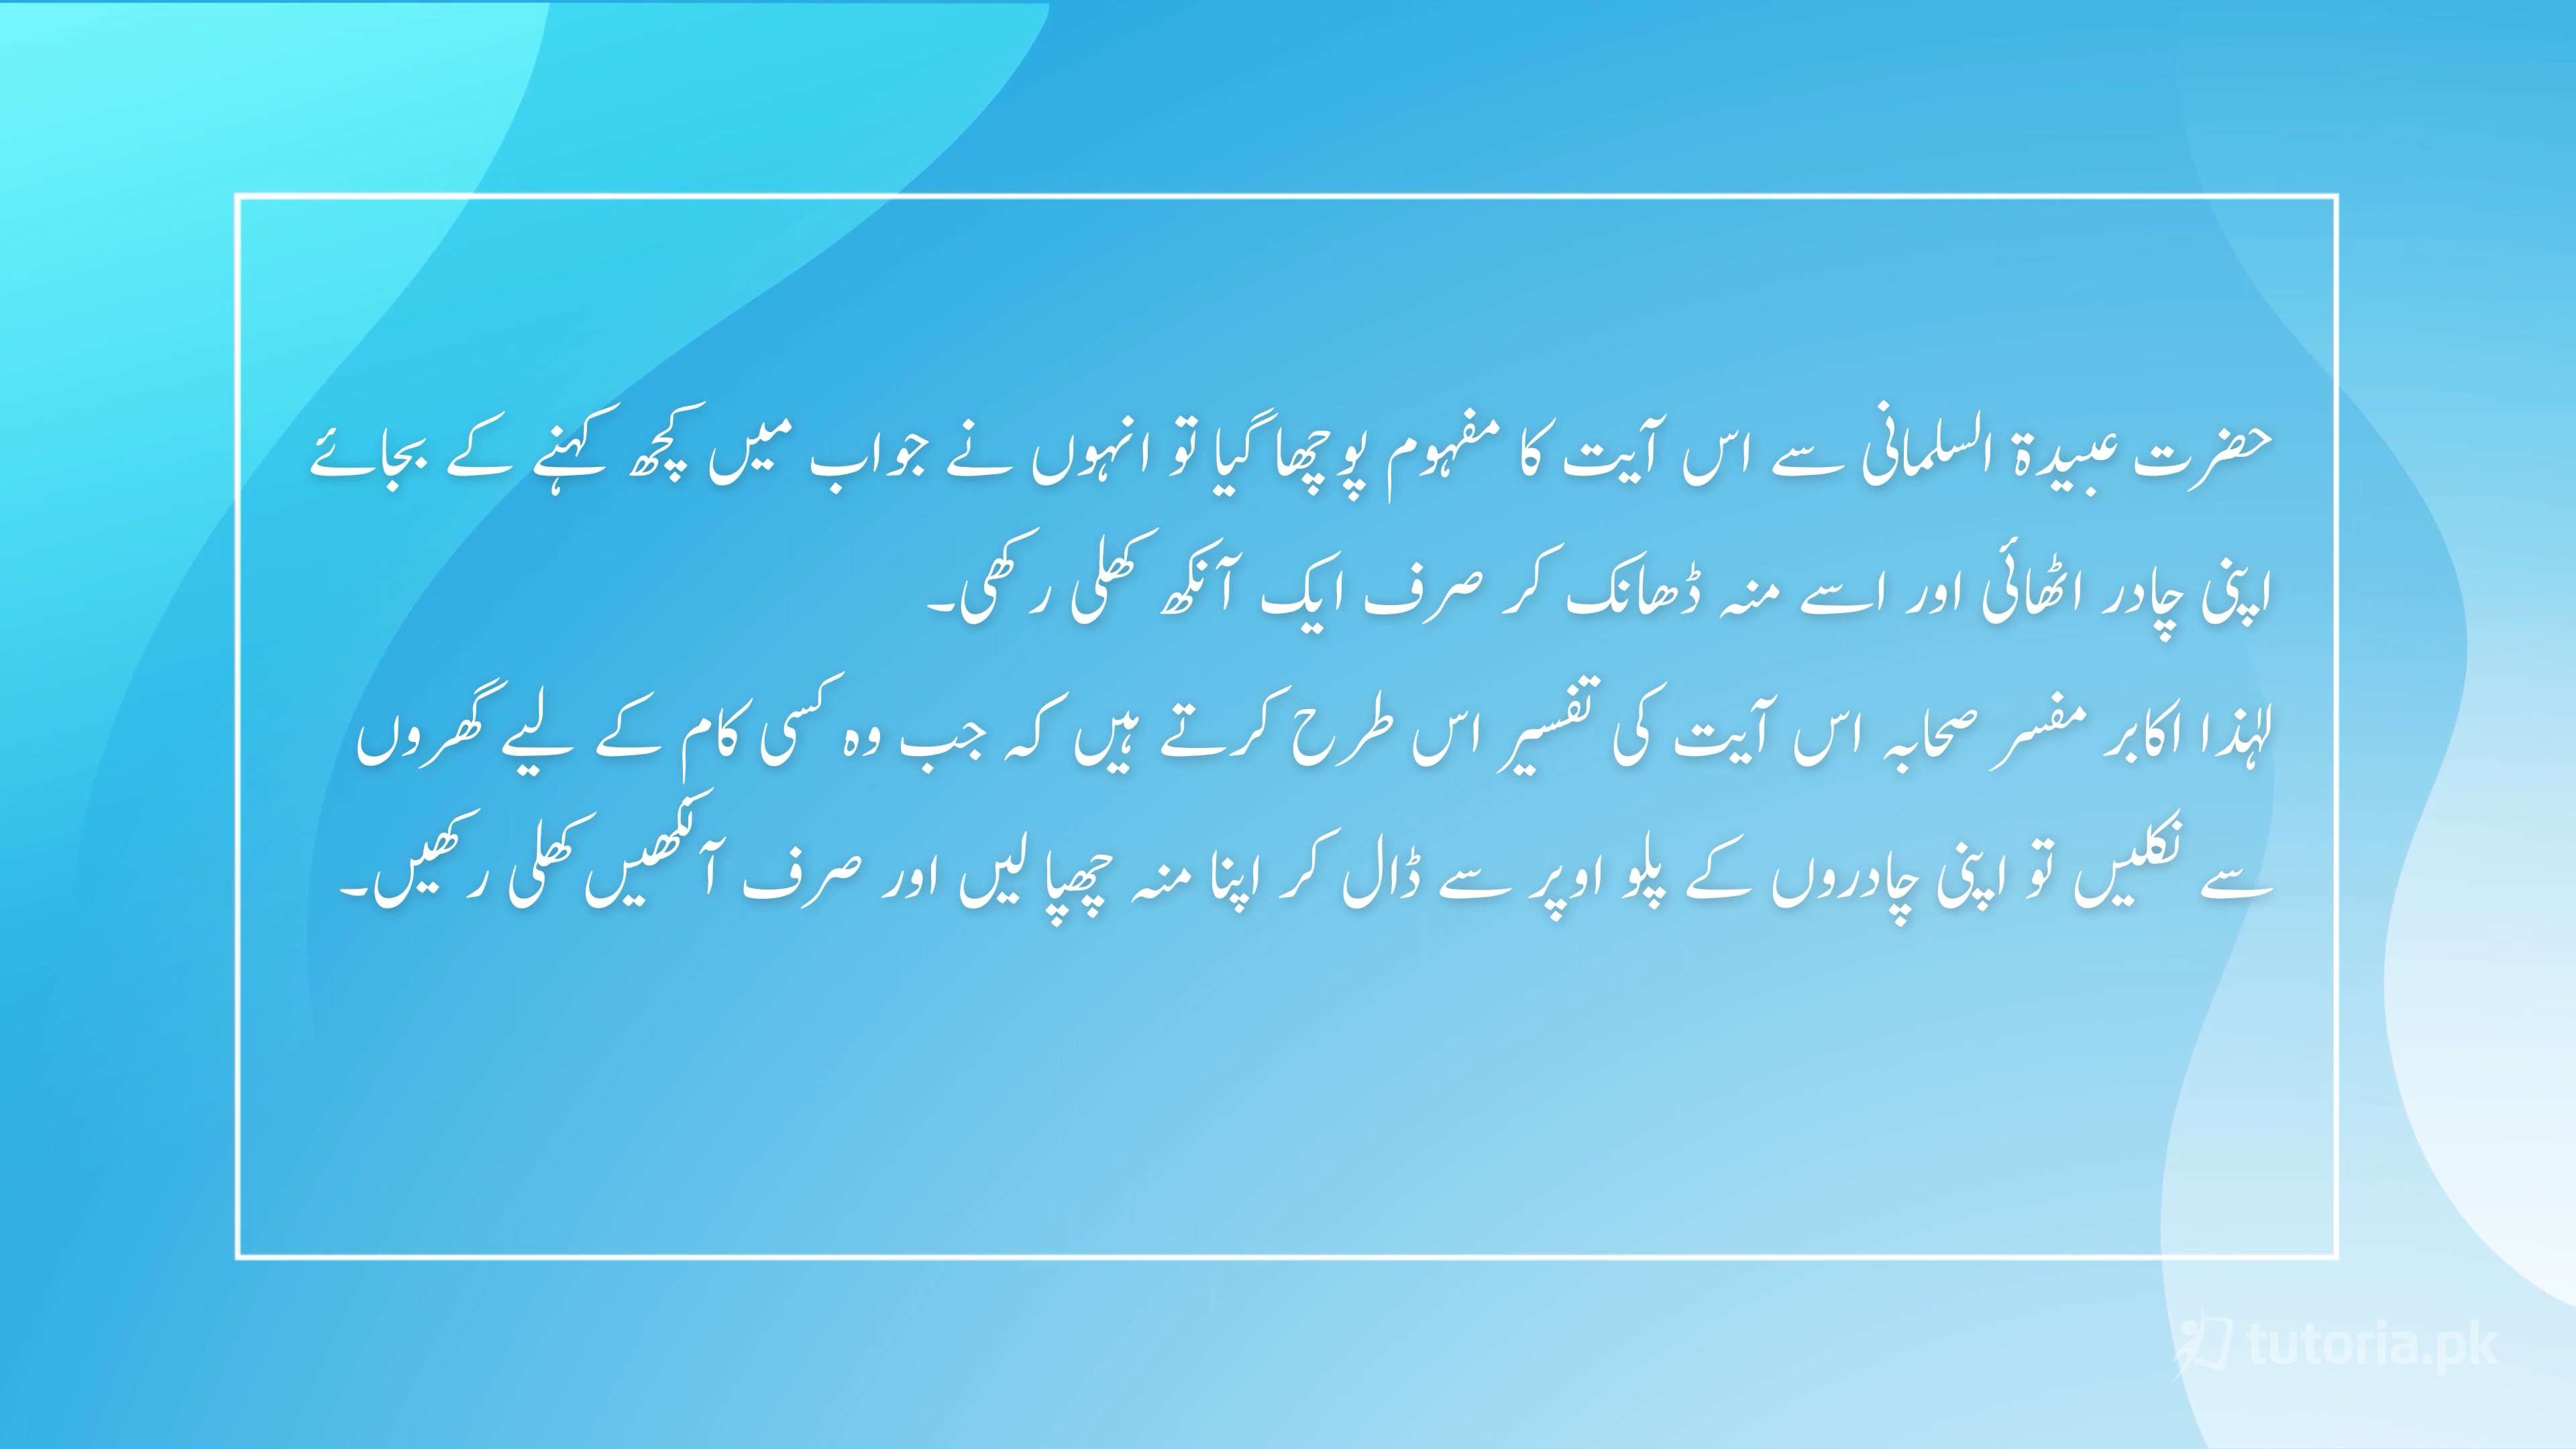 حضرت عبیدۃ السلمانی سے اس آیت کا مفہوم پوچھا گیا تو انہوں نے جواب میں کچھ کہنے کے بجائے
اپنی چادر اٹھائی اور اسے منہ ڈھانک کر صرف ایک آنکھ کھلی رکھی۔
لہٰذا اکابر مفسر صحابہ اس آیت کی تفسیر اس طرح کرتے ہیں کہ جب وہ کسی کام کے لیے گھروں
سے نکلیں تو اپنی چادروں کے پلو اوپر سے ڈال کر اپنا منہ چھپا لیں اور صرف آنکھیں کھلی رکھیں۔
tutoria.pk